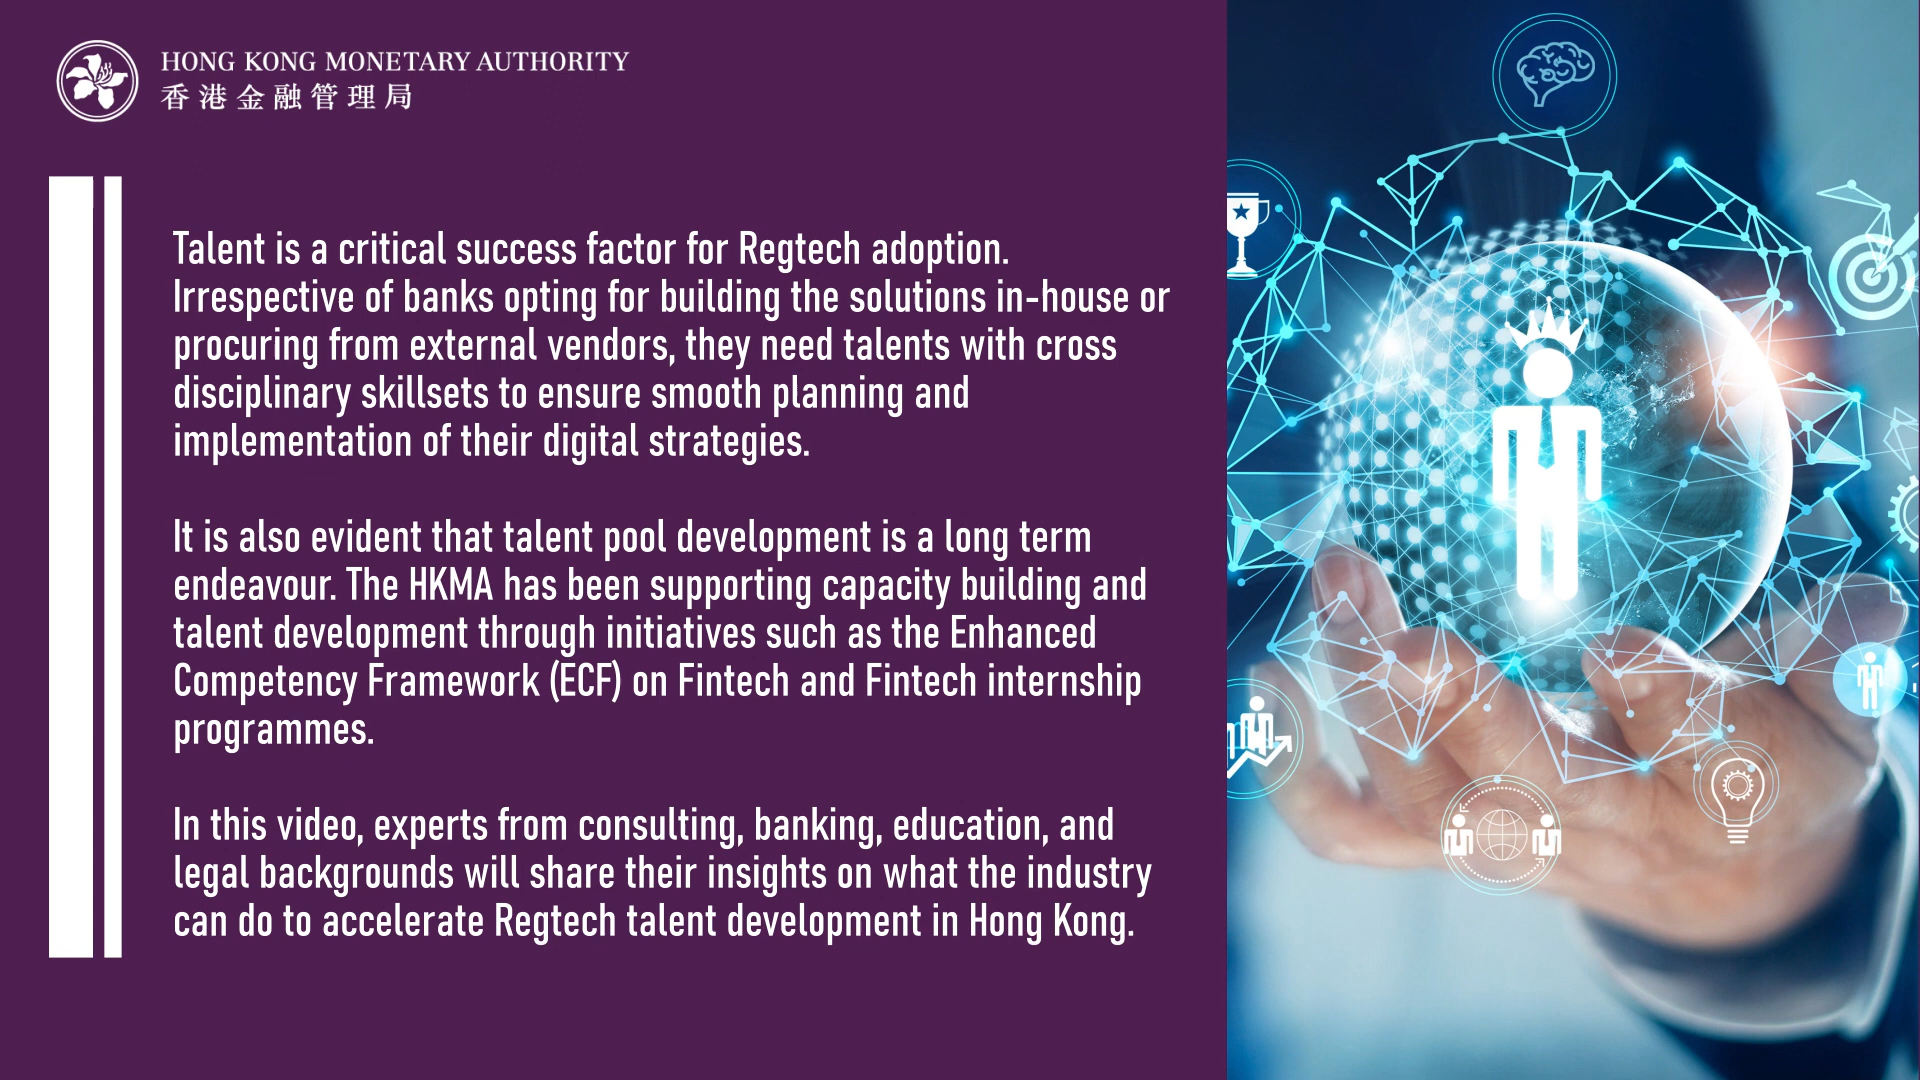 HONG KONG MONETARY AUTHORITY
香港金融管理局
Talent is a critical success factor for Regtech adoption.
Irrespective of banks opting for building the solutions in-house or
procuring from external vendors, they need talents with cross
disciplinary skillsets to ensure smooth planning and
implementation of their digital strategies.
It is also evident that talent pool development is a long term
endeavour. The HKMA has been supporting capacity building and
talent development through initiatives such as the Enhanced
Competency Framework (ECF) on Fintech and Fintech internship
programmes.
In this video, experts from consulting, banking, education, and
legal backgrounds will share their insights on what the industry
can do to accelerate Regtech talent development in Hong Kong.